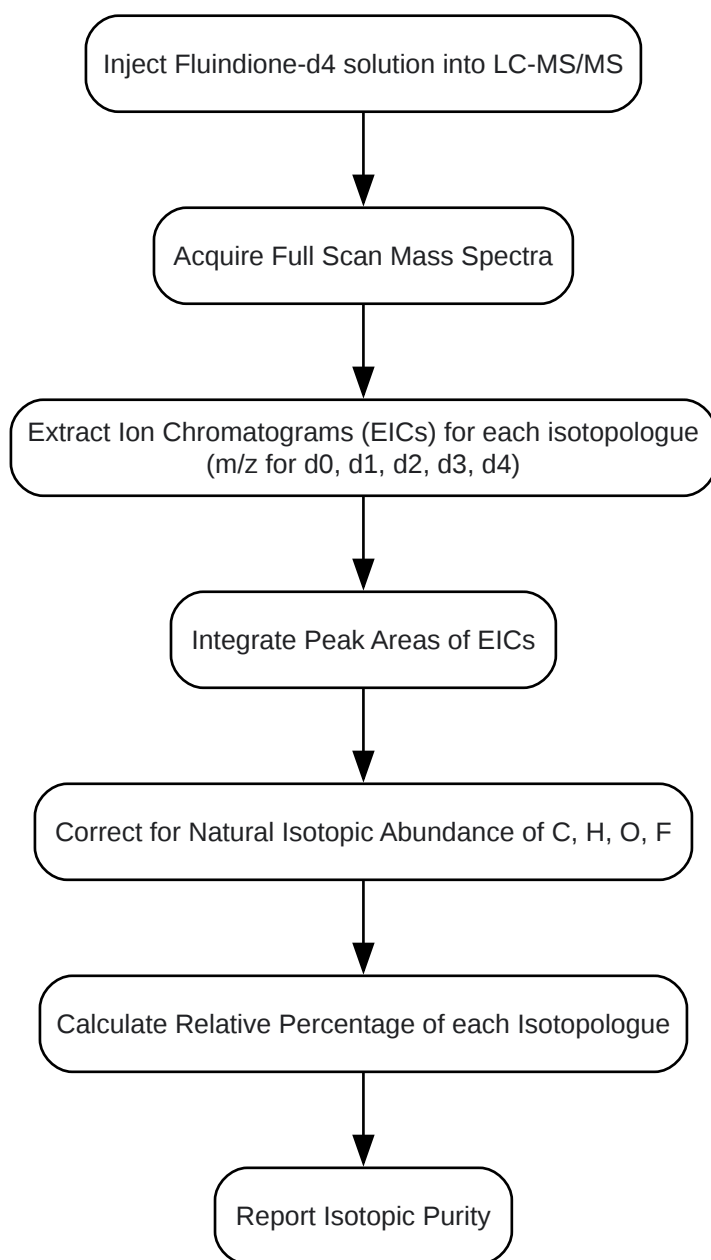 Inject Fluindione-d4 solution into LC-MS/MS
Acquire Full Scan Mass Spectra
Extract Ion Chromatograms (EICs) for each isotopologue
(m/z for d0, d1, d2, d3, d4)
Integrate Peak Areas of EICs
Correct for Natural Isotopic Abundance of C, H, O, F
Calculate Relative Percentage of each Isotopologue
Report Isotopic Purity